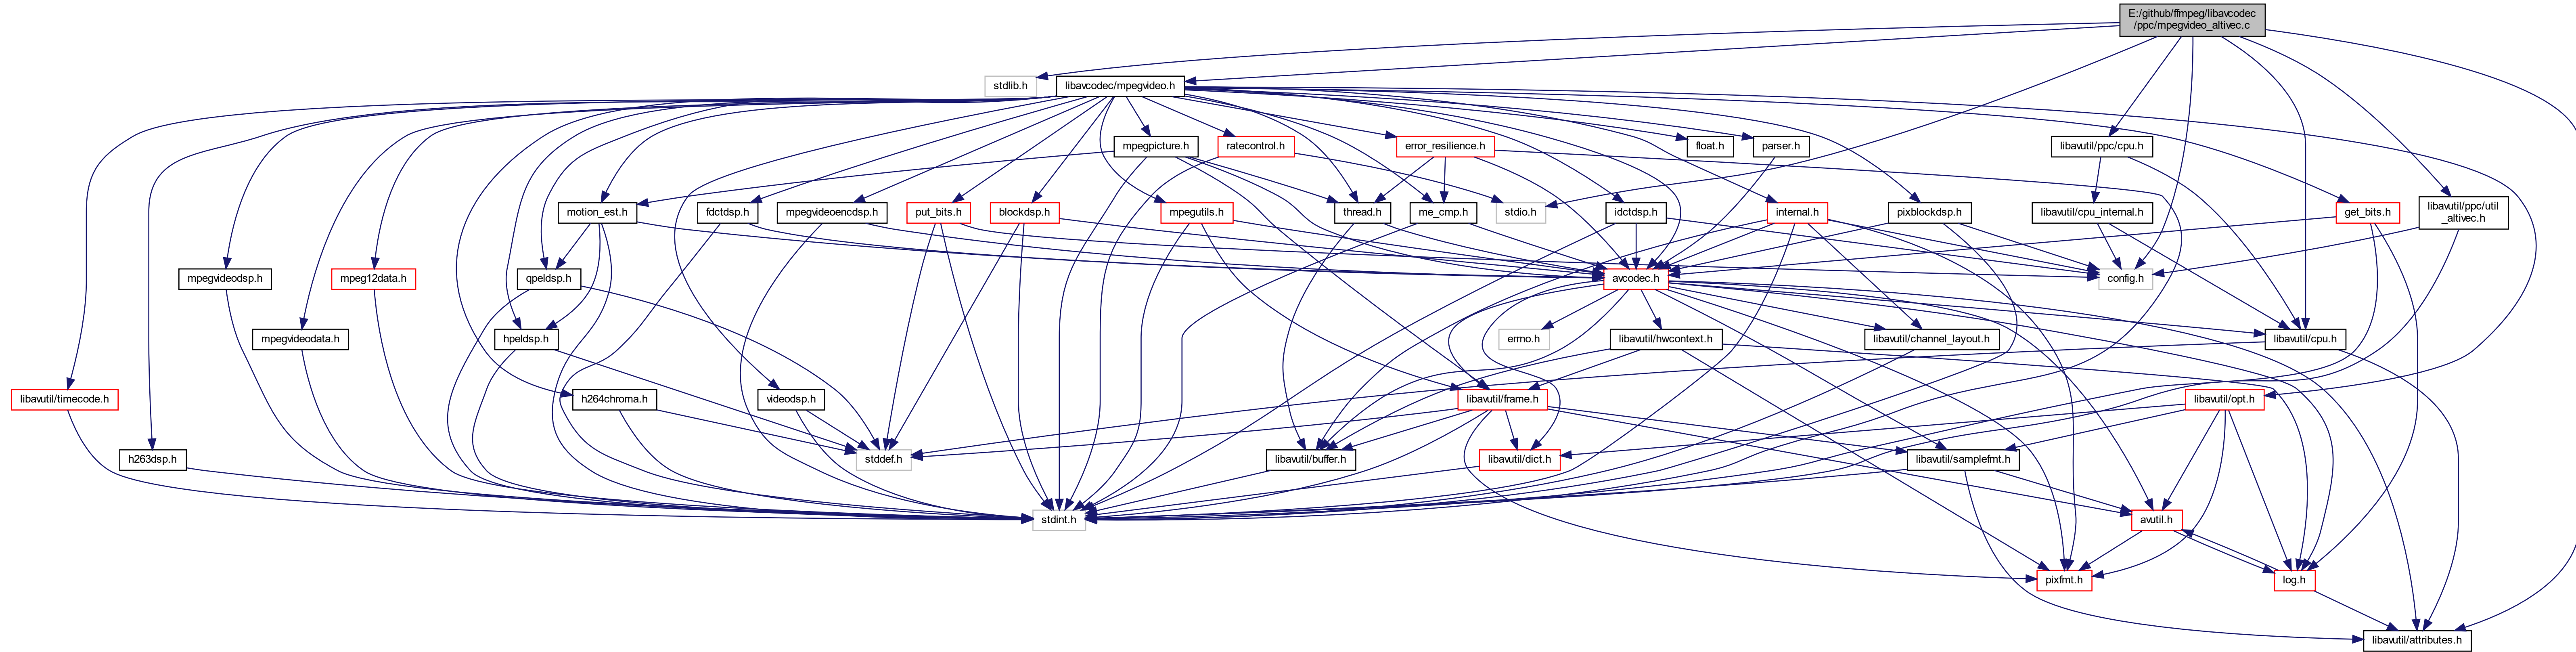 E:/github/ffmpeg/libavcodec
/ppc/mpegvideo_altivec.c
stdlib.h
libavcodec/mpegvideo.h
mpegpicture.h
ratecontrol.h
error_resilience.h
float.h
parser.h
libavutil/ppc/cpu.h
motion_est.h
fdctdsp.h
mpegvideoencdsp.h
put_bits.h
blockdsp.h
mpegutils.h
thread.h
me_cmp.h
stdio.h
idctdsp.h
internal.h
pixblockdsp.h
libavutil/cpu_internal.h
get_bits.h
libavutil/ppc/util
_altivec.h
mpegvideodsp.h
mpeg12data.h
qpeldsp.h
avcodec.h
config.h
mpegvideodata.h
hpeldsp.h
errno.h
libavutil/hwcontext.h
libavutil/channel_layout.h
libavutil/cpu.h
libavutil/timecode.h
h264chroma.h
videodsp.h
libavutil/frame.h
libavutil/opt.h
h263dsp.h
stddef.h
libavutil/buffer.h
libavutil/dict.h
libavutil/samplefmt.h
stdint.h
avutil.h
pixfmt.h
log.h
libavutil/attributes.h